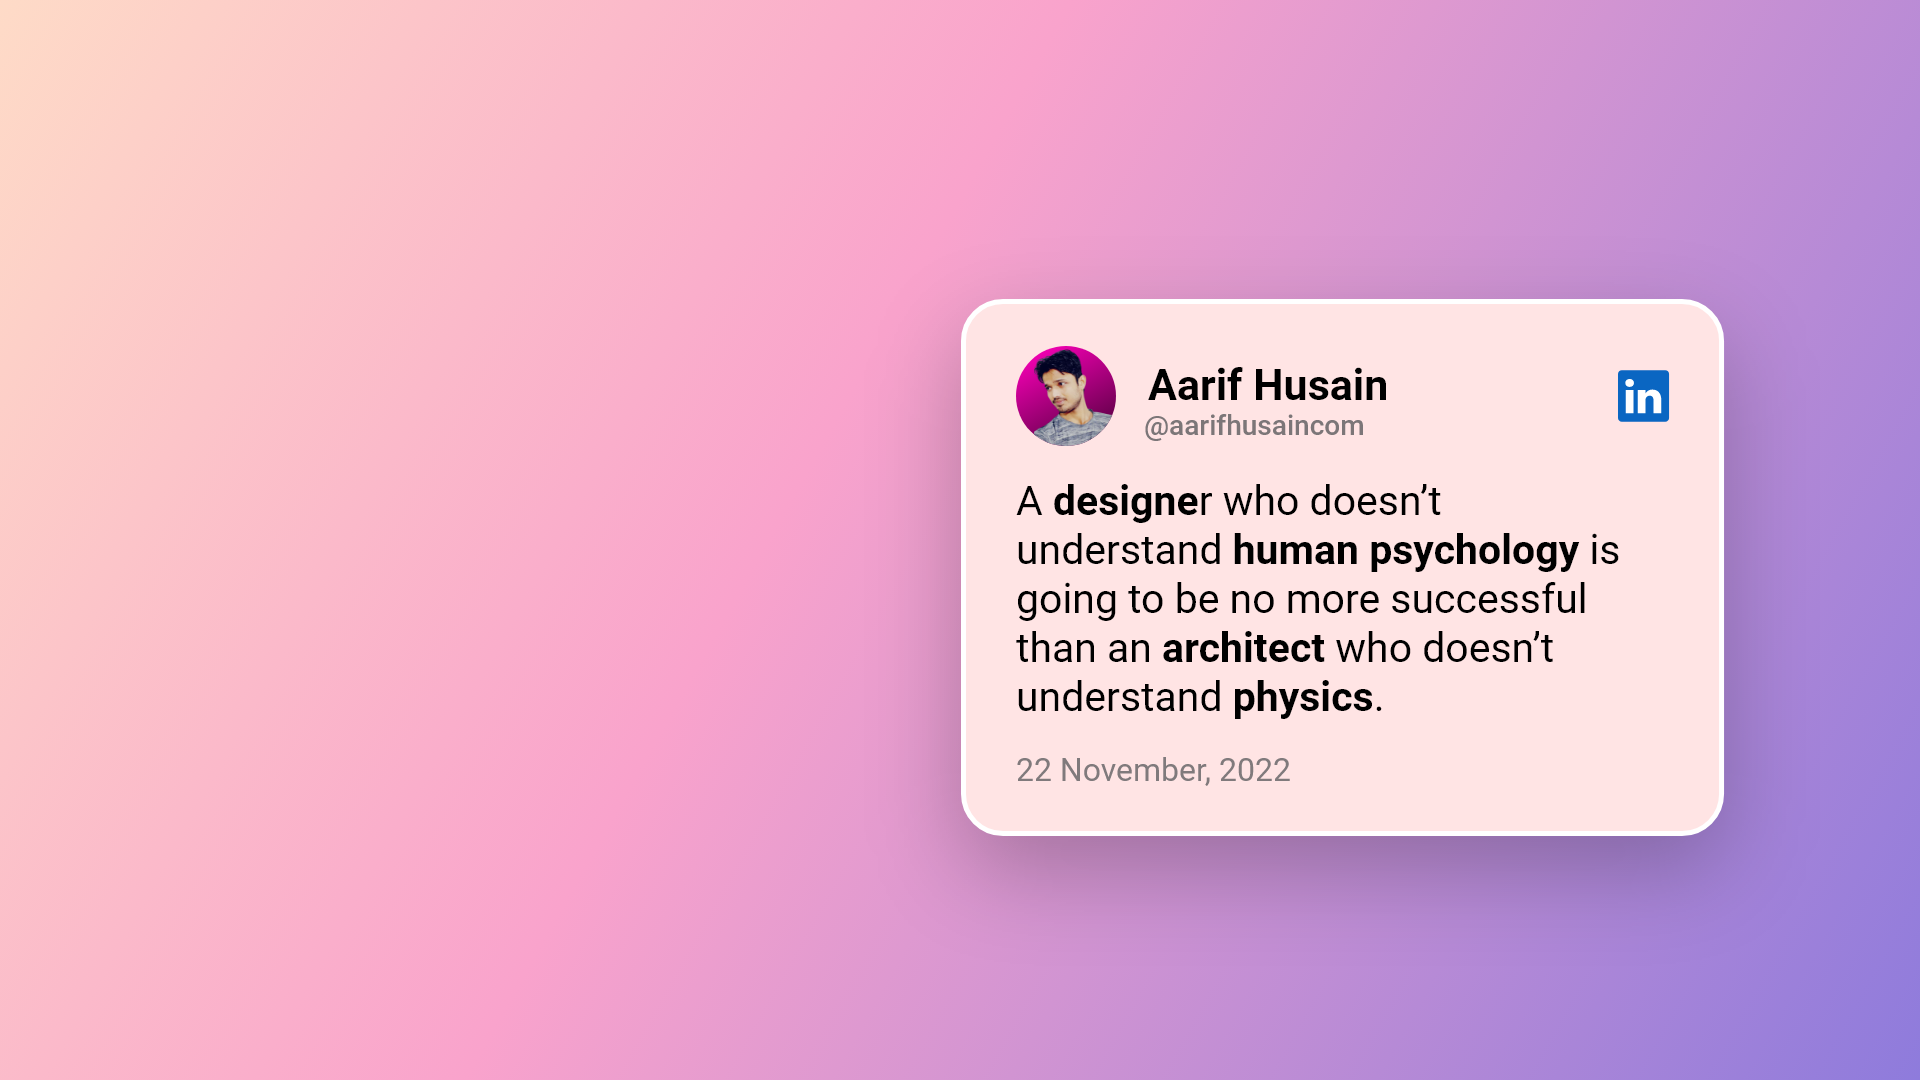 Aarif Husain
@aarifhusaincom
in
A designer who doesn’t
understand human psychology is
going to be no more successful
than an architect who doesn’t
understand physics.
22 November, 2022